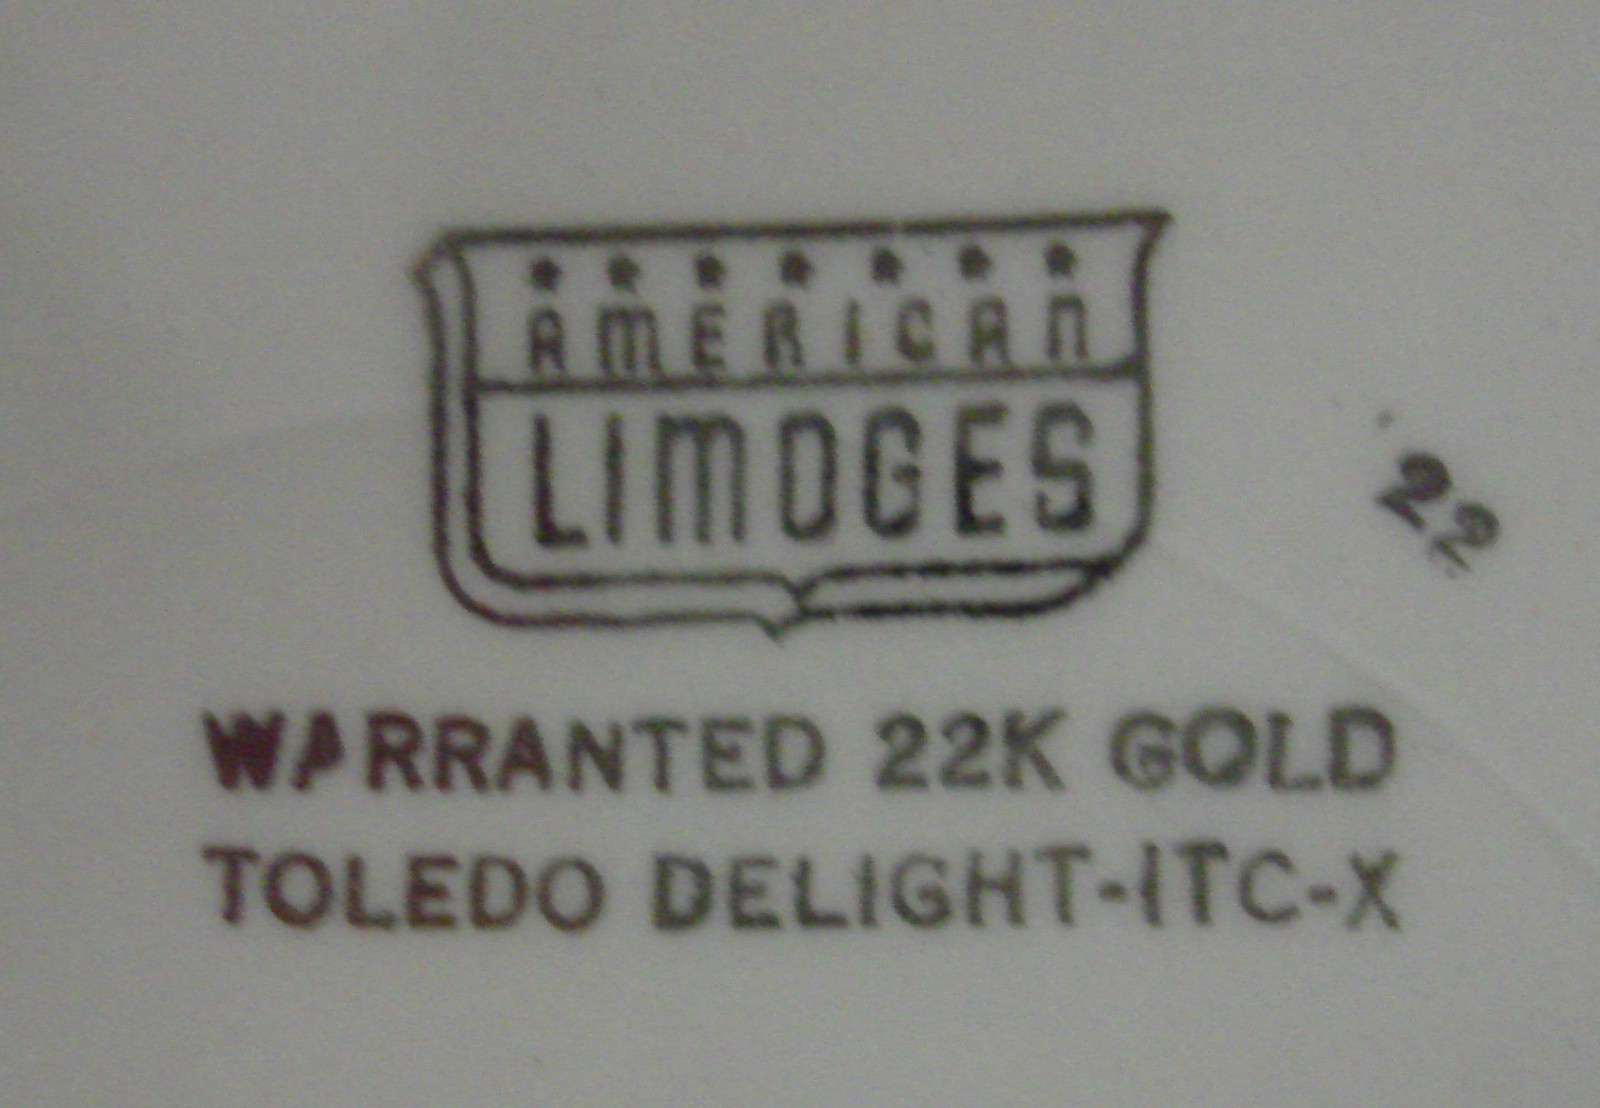 AMERICAN
LIMOGES
22
WARRANTED 22K GOLD
TOLEDO DELIGHT-ITC-X